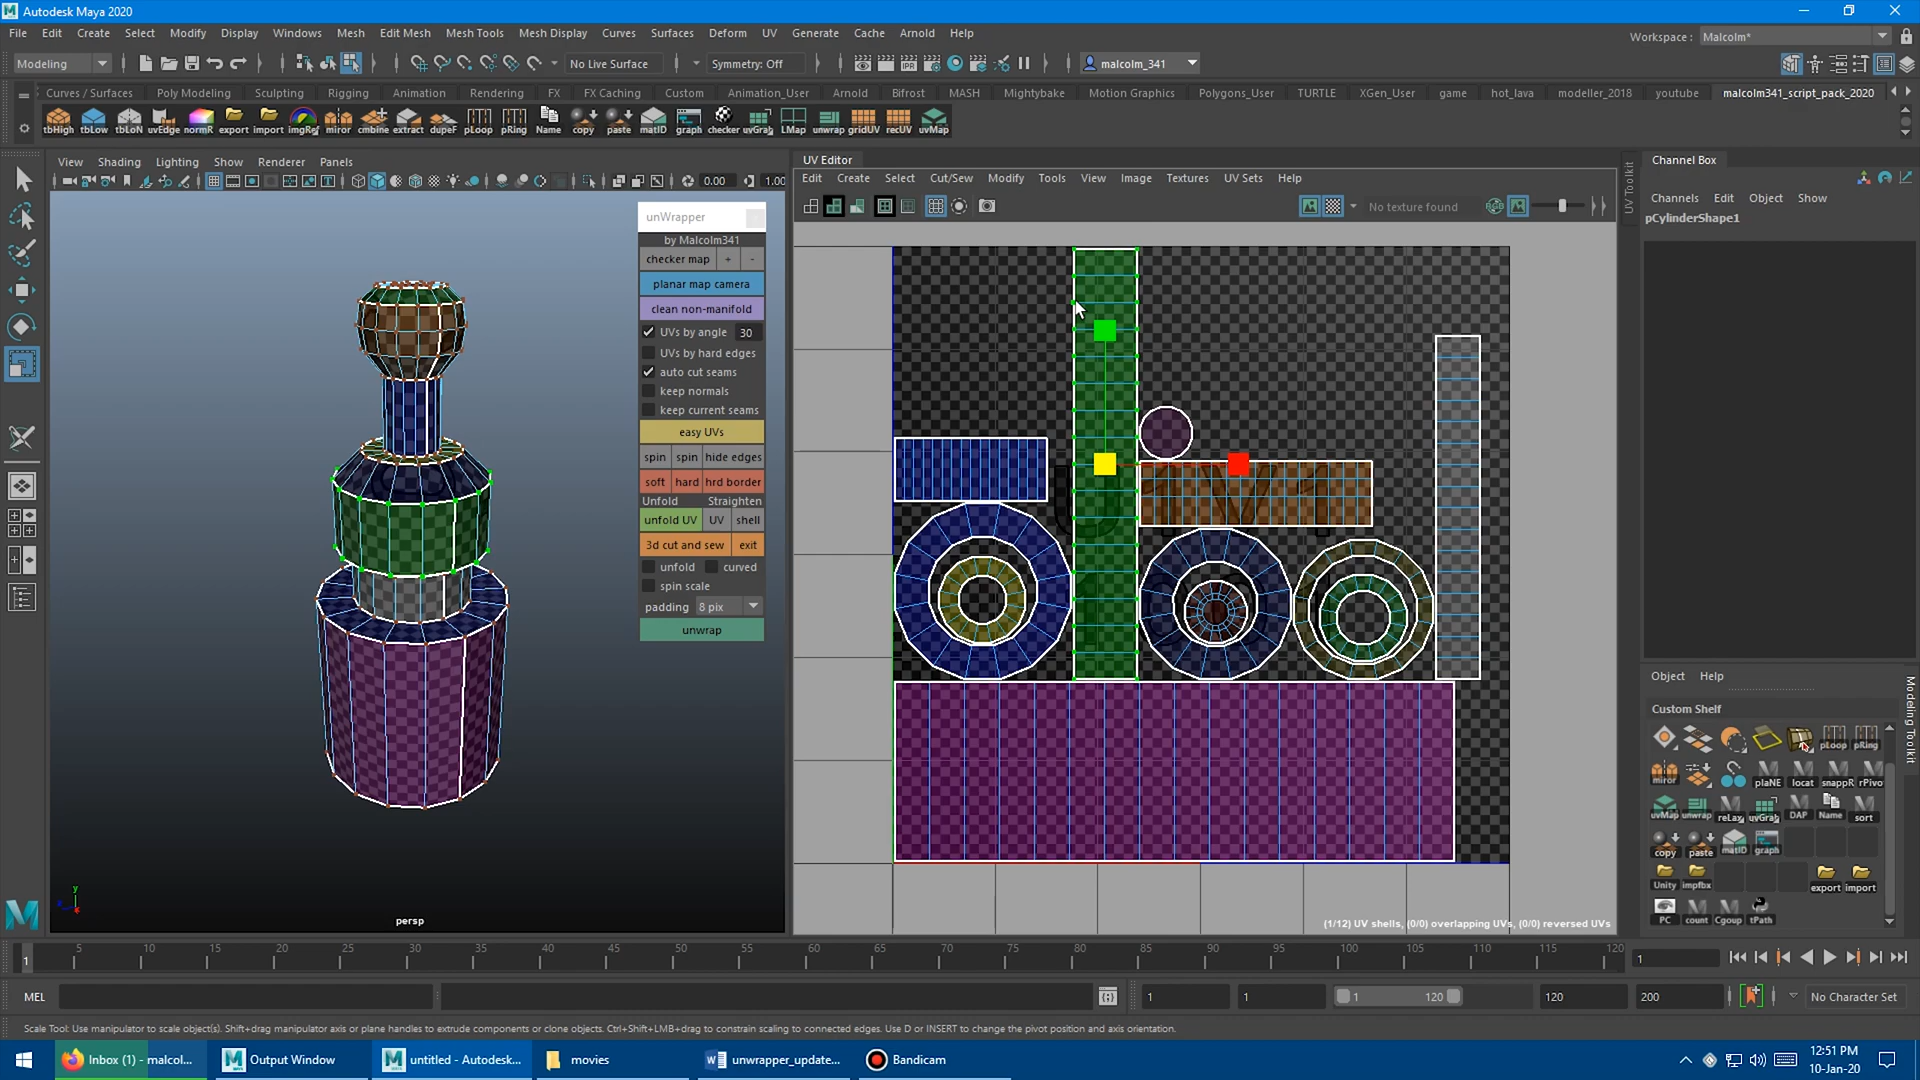 Autodesk Maya 2020
File Edit Create Select Modify Display Windows Mesh Edit Mesh Mesh Tools Mesh Display Curves Surfaces Deform UV Generate Cache Arnold Help
Workspace : Malcolm*
Modeling No Live Surface Symmetry: Off malcolm_341
Curves / Surfaces Poly Modeling Sculpting Rigging Animation Rendering FX FX Caching Custom Animation_User Arnold Bifrost MASH Mightybake Motion Graphics Polygons_User TURTLE XGen_User game hot_lava modeller_2018 youtube malcolm341_script_pack_2020
tbHigh tbLow tbLoN uvEdge normR export import imgRef miror cmbine extract dupeF pLoop pRing Name copy paste matID graph checker uvGrab LMap unwrap gridUV recUV uvMap
View Shading Lighting Show Renderer Panels
0.00 1.00
unWrapper
by Malcolm341
checker map + -
planar map camera
clean non-manifold
UVs by angle 30
UVs by hard edges
auto cut seams
keep normals
keep current seams
easy UVs
spin spin hide edges
soft hard hrd border
Unfold Straighten
unfold UV UV shell
3d cut and sew exit
unfold curved
spin scale
padding 8 pix
unwrap
persp
y
UV Editor
Edit Create Select Cut/Sew Modify Tools View Image Textures UV Sets Help
No texture found
(1/12) UV shells, (0/0) overlapping UVs, (0/0) reversed UVs
UV Toolkit
Channel Box
Channels Edit Object Show
pCylinderShape1
Object Help
Custom Shelf
pLoop pRing
miror plaNE locat snappR rPivo
uvMap unwrap reLax uvGrab DAP Name sort
copy paste matID graph
Unity impfbx export import
PC count Cgoup tPath
Modeling Toolkit
5 10 15 20 25 30 35 40 45 50 55 60 65 70 75 80 85 90 95 100 105 110 115 120
1 1
MEL 1 1 1 120 120 200 No Character Set
Scale Tool: Use manipulator to scale object(s). Shift+drag manipulator axis or plane handles to extrude components or clone objects. Ctrl+Shift+LMB+drag to constrain scaling to connected edges. Use D or INSERT to change the pivot position and axis orientation.
Inbox (1) - malcol... Output Window untitled - Autodesk... movies unwrapper_update... Bandicam
12:51 PM
10-Jan-20